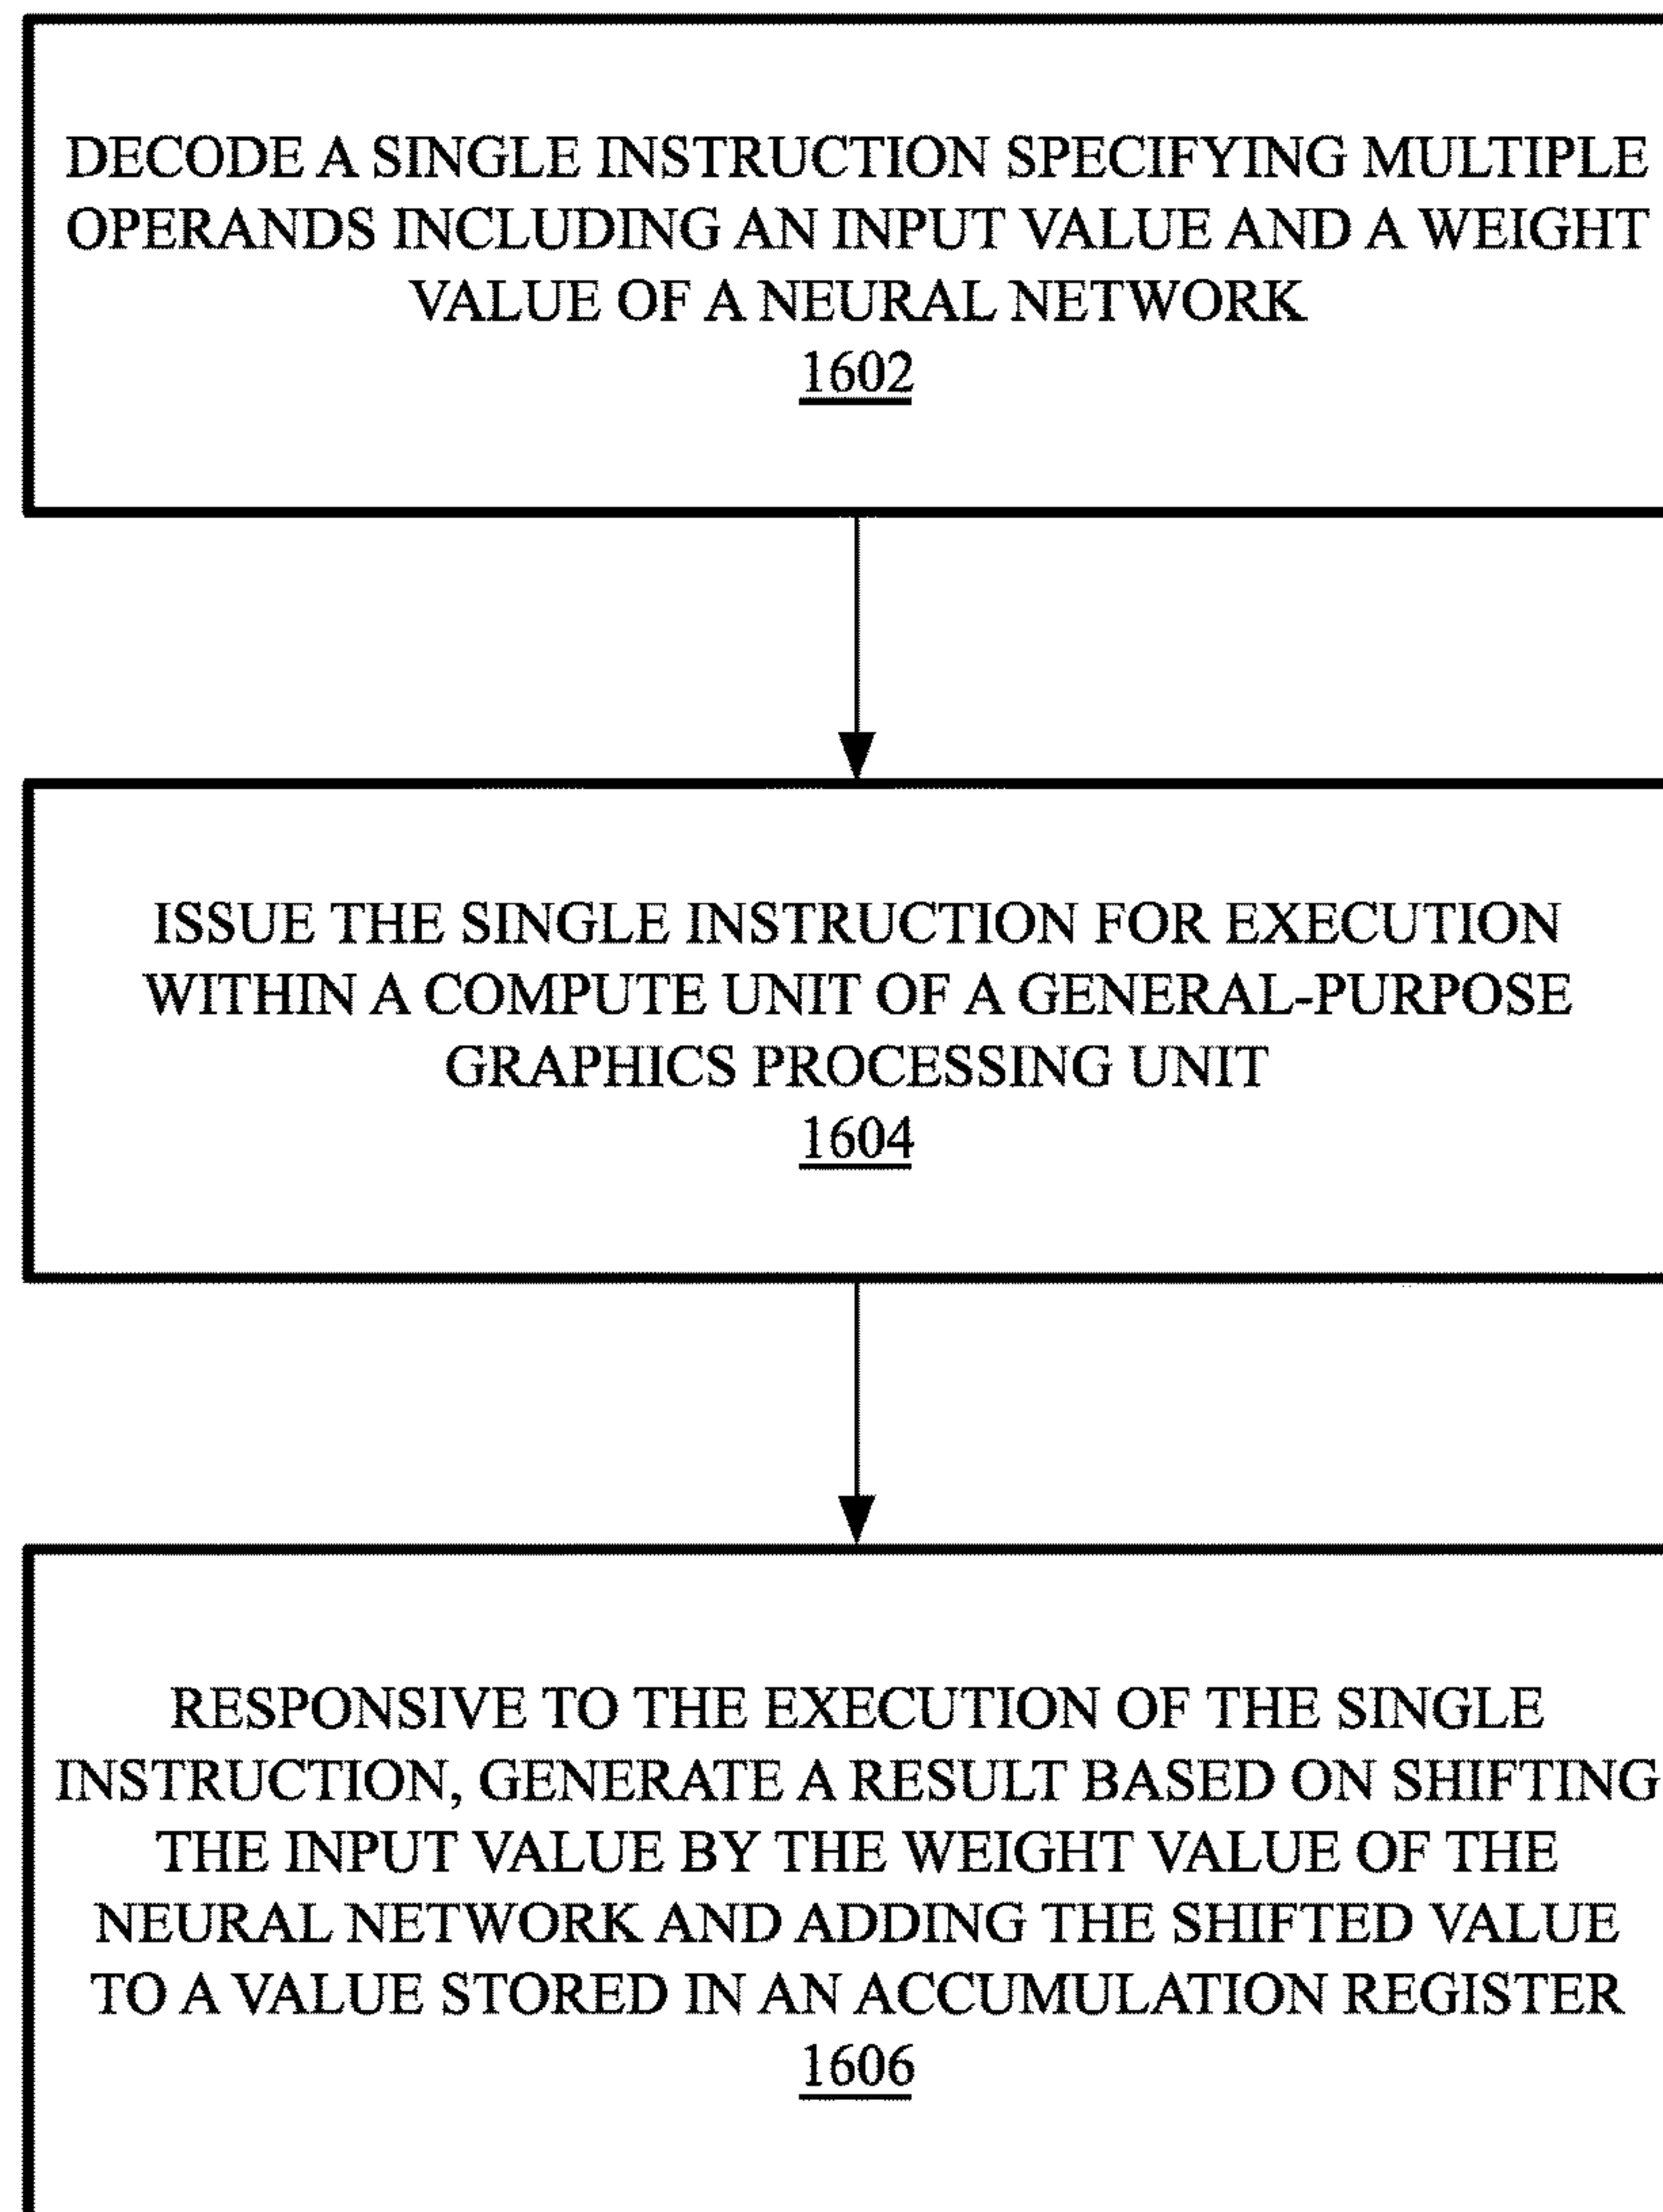 DECODE A SINGLE INSTRUCTION SPECIFYING MULTIPLE
OPERANDS INCLUDING AN INPUT VALUE AND A WEIGHT
VALUE OF A NEURAL NETWORK
1602
ISSUE THE SINGLE INSTRUCTION FOR EXECUTION
WITHIN A COMPUTE UNIT OF A GENERAL-PURPOSE
GRAPHICS PROCESSING UNIT
1604
RESPONSIVE TO THE EXECUTION OF THE SINGLE
INSTRUCTION, GENERATE A RESULT BASED ON SHIFTING
THE INPUT VALUE BY THE WEIGHT VALUE OF THE
NEURAL NETWORK AND ADDING THE SHIFTED VALUE
TO A VALUE STORED IN AN ACCUMULATION REGISTER
1606